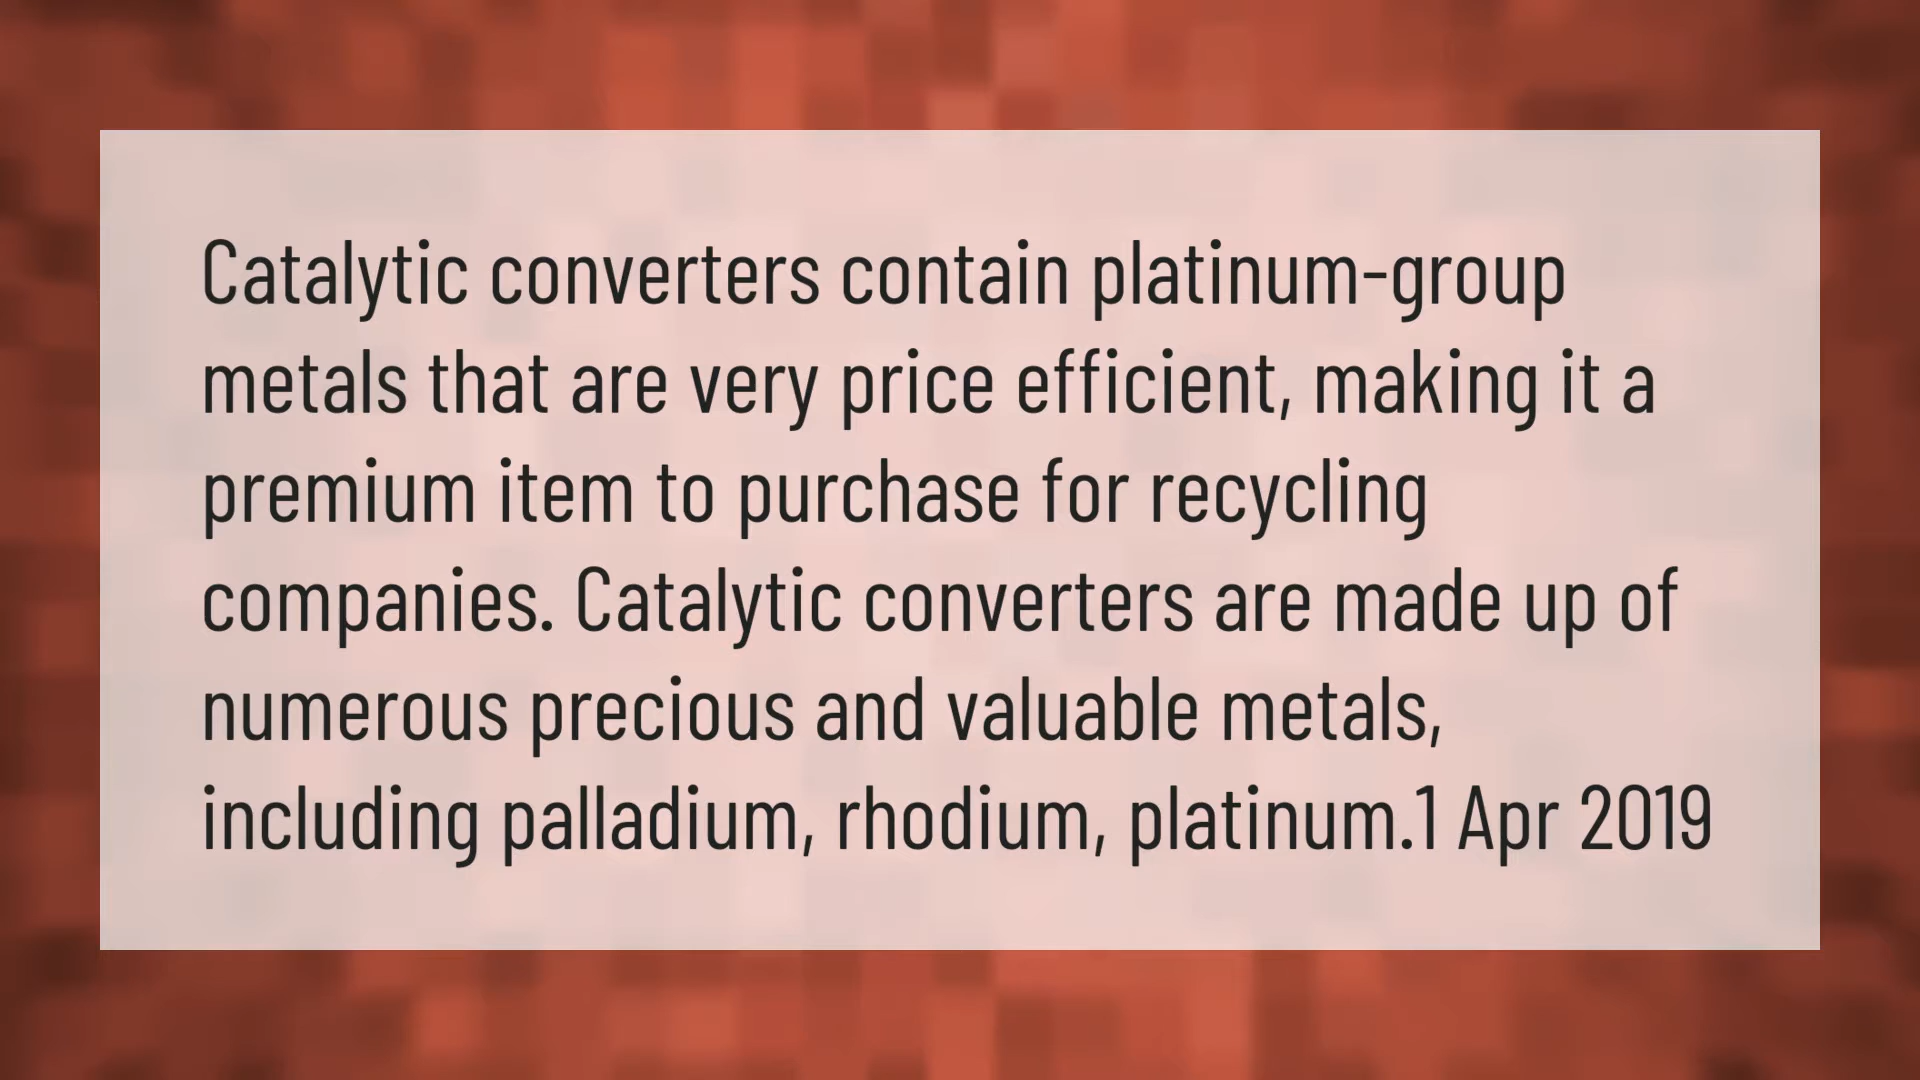 Catalytic converters contain platinum-group
metals that are very price efficient, making it a
premium item to purchase for recycling
companies. Catalytic converters are made up of
numerous precious and valuable metals,
including palladium, rhodium, platinum.1 Apr 2019